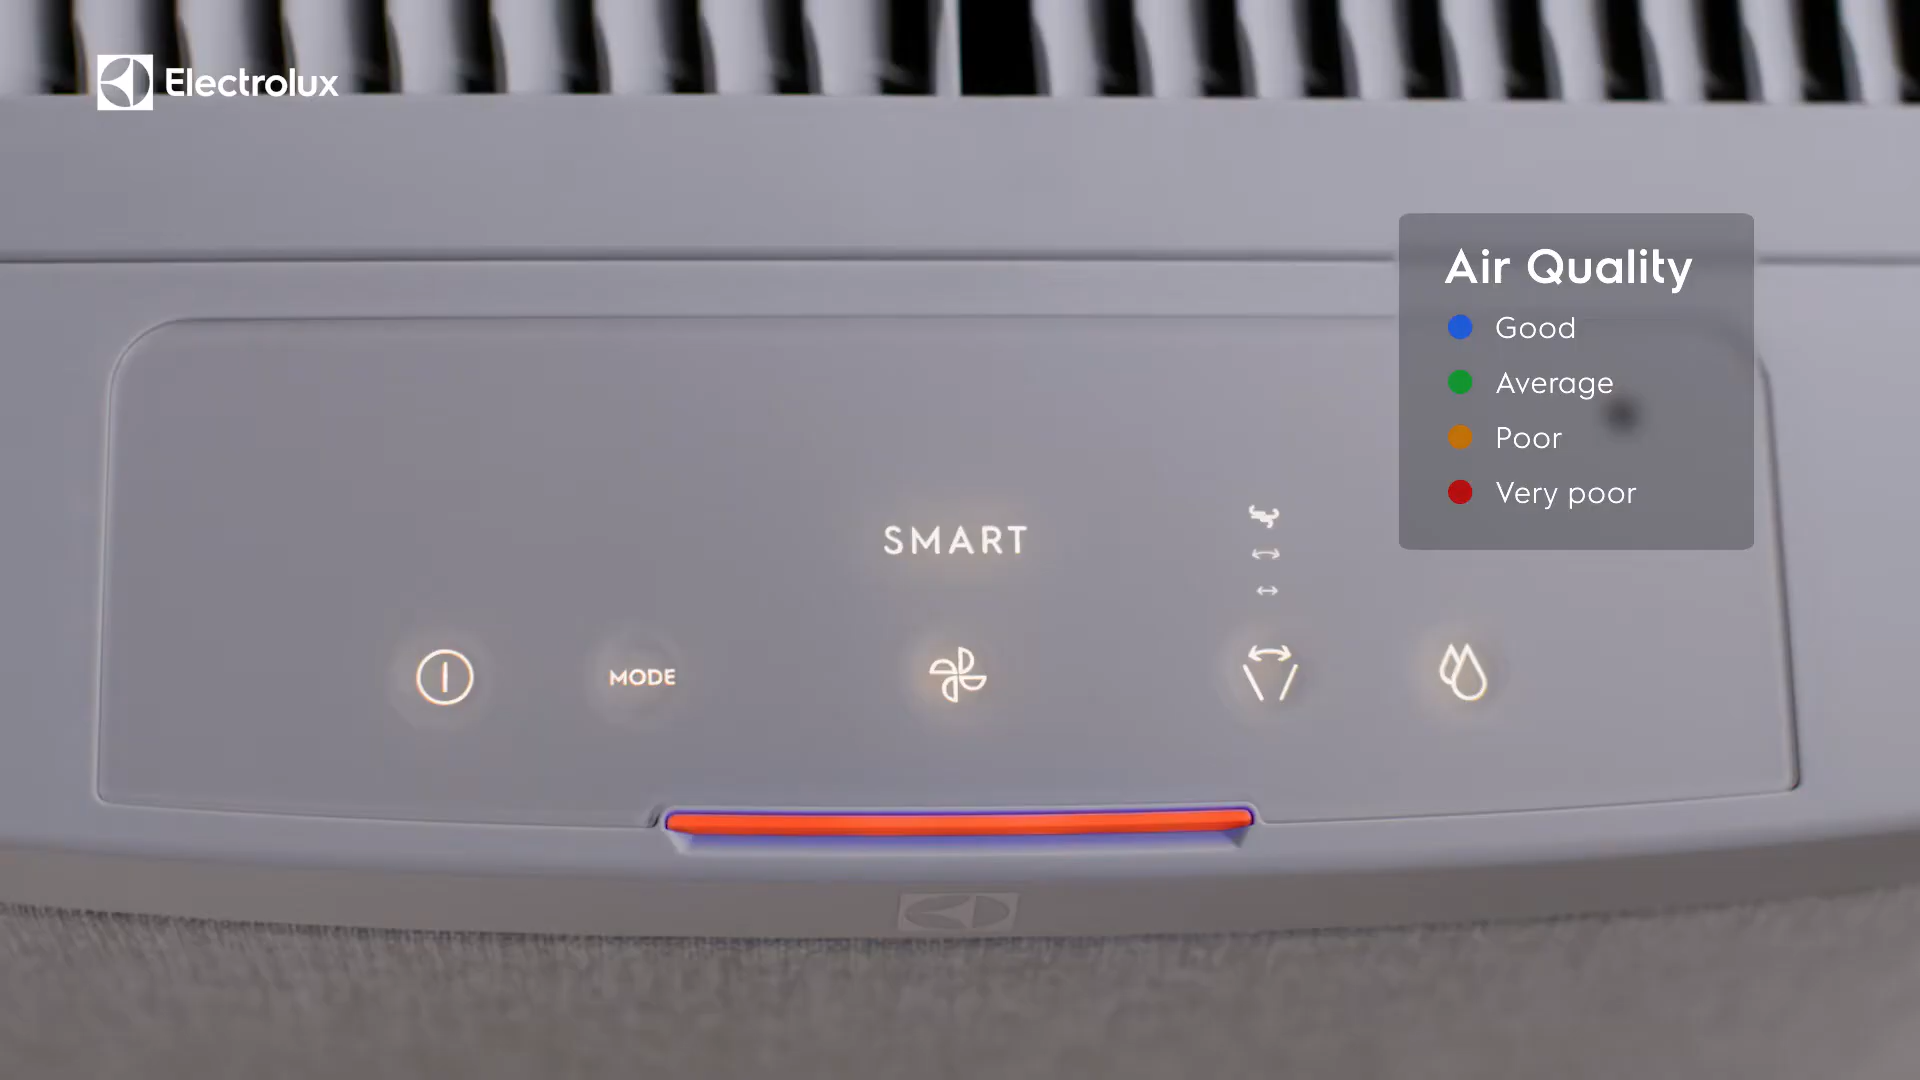 Electrolux
Air Quality
Good
Average
Poor
Very poor
SMART
MODE